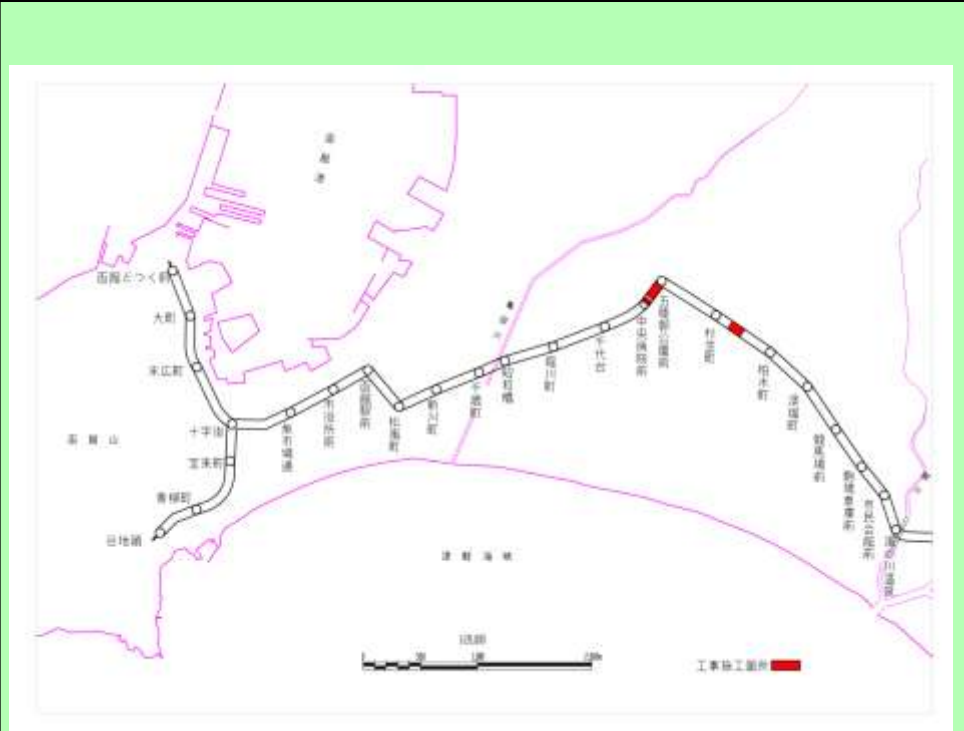 函館港
函館どつく前
大町
末広町
十字街
宝来町
青柳町
谷地頭
函館山
魚市場通
市役所前
函館駅前
松風町
新川町
千歳町
昭和橋
堀川町
千代台
中央病院前
五稜郭公園前
杉並町
柏木町
深堀町
競馬場前
駒場車庫前
市民会館前
湯の川温泉
津軽海峡
工事施工箇所